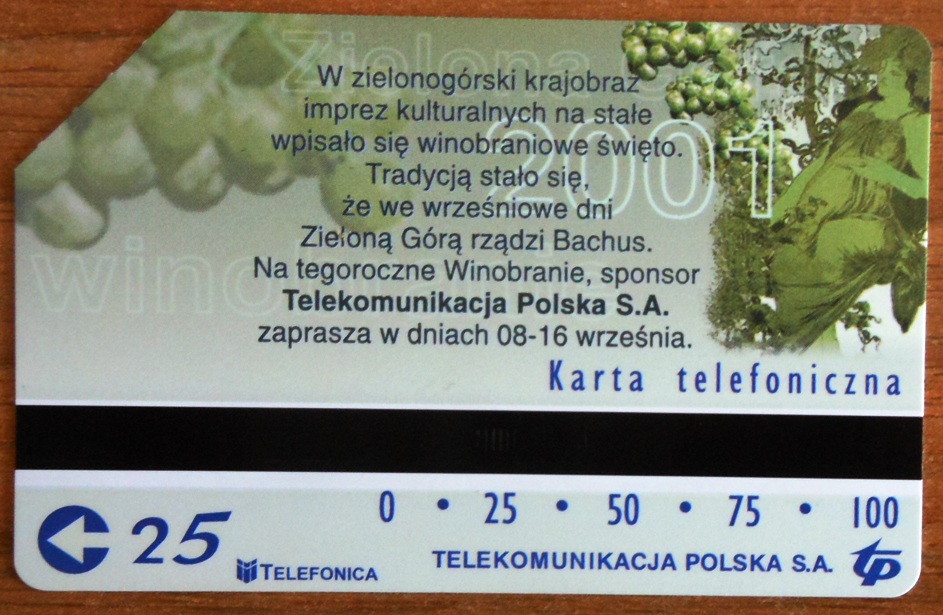 Zielona
2001
winobranie
W zielonogórski krajobraz
imprez kulturalnych na stałe
wpisało się winobraniowe święto.
Tradycją stało się,
że we wrześniowe dni
Zieloną Górą rządzi Bachus.
Na tegoroczne Winobranie, sponsor
Telekomunikacja Polska S.A.
zaprasza w dniach 08-16 września.
Karta telefoniczna
0 • 25 • 50 • 75 • 100
25
TELEFONICA
TELEKOMUNIKACJA POLSKA S.A.
tp